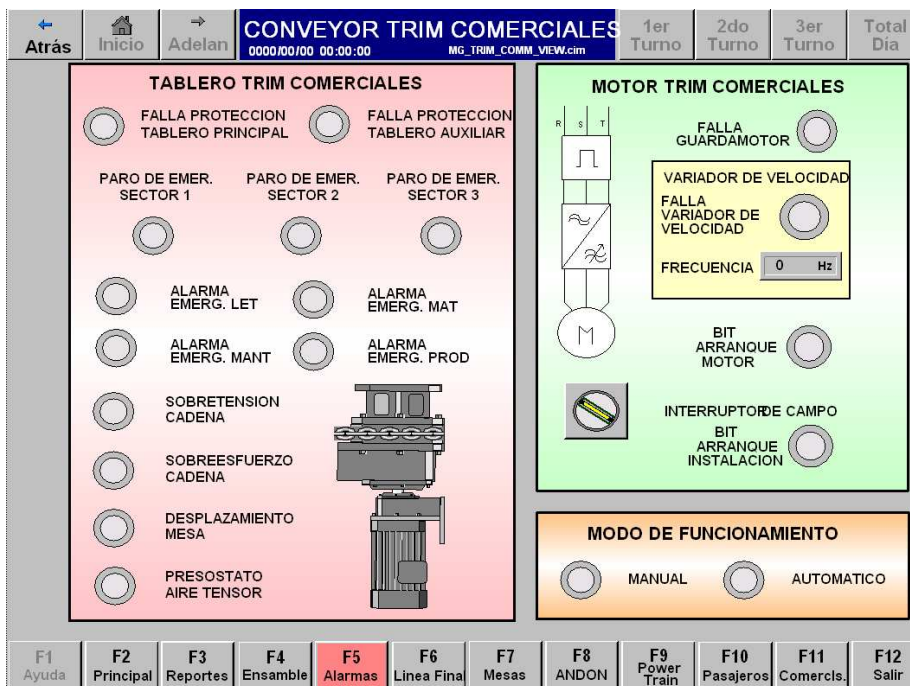 Atrás
Inicio
Adelan
CONVEYOR TRIM COMERCIALES
0000/00/00 00:00:00
MG_TRIM_COMM_VIEW.cim
1er
Turno
2do
Turno
3er
Turno
Total
Día
TABLERO TRIM COMERCIALES
FALLA PROTECCION
TABLERO PRINCIPAL
FALLA PROTECCION
TABLERO AUXILIAR
PARO DE EMER.
SECTOR 1
PARO DE EMER.
SECTOR 2
PARO DE EMER.
SECTOR 3
ALARMA
EMERG. LET
ALARMA
EMERG. MAT
ALARMA
EMERG. MANT
ALARMA
EMERG. PROD
SOBRETENSION
CADENA
SOBREESFUERZO
CADENA
DESPLAZAMIENTO
MESA
PRESOSTATO
AIRE TENSOR
MOTOR TRIM COMERCIALES
R S T
FALLA
GUARDAMOTOR
VARIADOR DE VELOCIDAD
FALLA
VARIADOR DE
VELOCIDAD
FRECUENCIA
0 Hz
M
BIT
ARRANQUE
MOTOR
INTERRUPTOR DE CAMPO
BIT
ARRANQUE
INSTALACION
MODO DE FUNCIONAMIENTO
MANUAL
AUTOMATICO
F1
Ayuda
F2
Principal
F3
Reportes
F4
Ensamble
F5
Alarmas
F6
Linea Final
F7
Mesas
F8
ANDON
F9
Power
Train
F10
Pasajeros
F11
Comercls.
F12
Salir